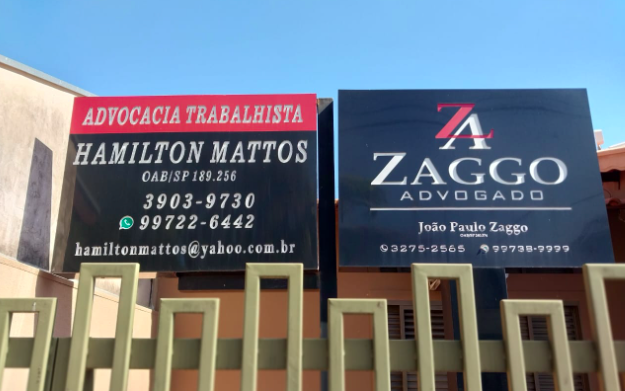 ADVOCACIA TRABALHISTA
HAMILTON MATTOS
OAB/SP 189.256
3903-9730
99722-6442
hamiltonmattos@yahoo.com.br
ZA
ZAGGO
ADVOGADO
João Paulo Zaggo
3275-2565 99738-9999